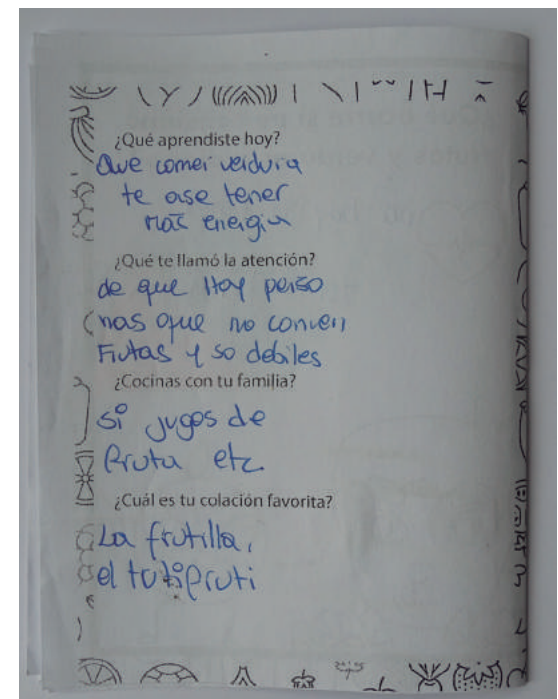 ¿Qué aprendiste hoy?
Que comer verdura
te ase tener
mas energia
¿Qué te llamó la atención?
de que Hay perso
nas que no comen
Frutas y so debiles
¿Cocinas con tu familia?
si jugos de
fruta etc.
¿Cuál es tu colación favorita?
La frutilla,
el tutifruti